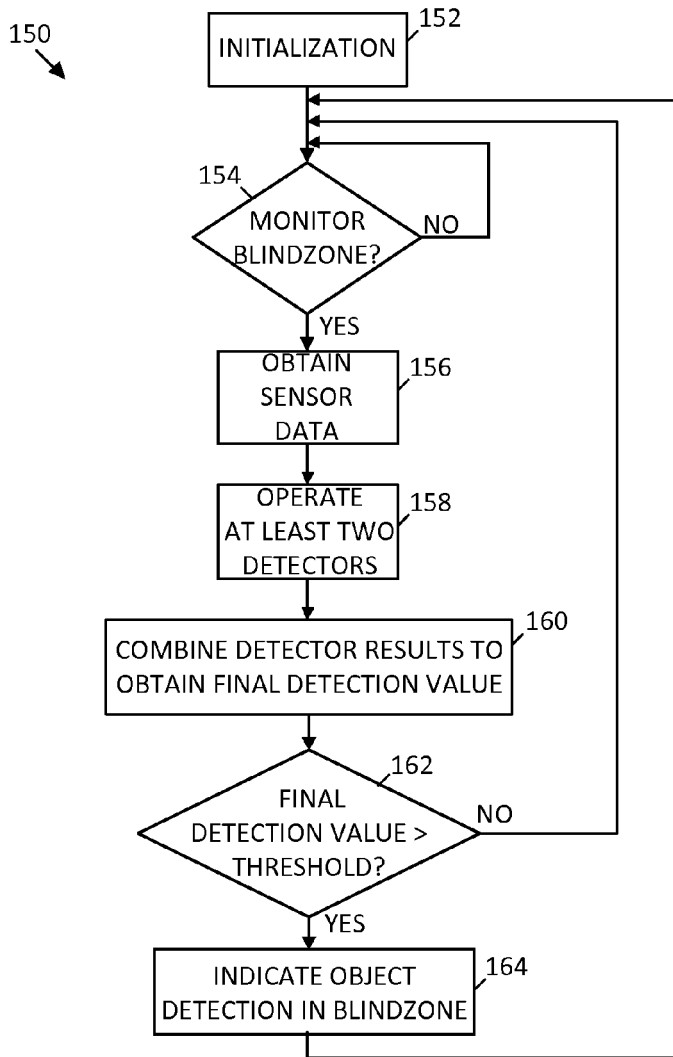 150
152
INITIALIZATION
154
MONITOR
BLINDZONE?
NO
YES
OBTAIN
SENSOR
DATA
156
OPERATE
AT LEAST TWO
DETECTORS
158
160
COMBINE DETECTOR RESULTS TO
OBTAIN FINAL DETECTION VALUE
162
FINAL
DETECTION VALUE >
THRESHOLD?
NO
YES
INDICATE OBJECT
DETECTION IN BLINDZONE
164